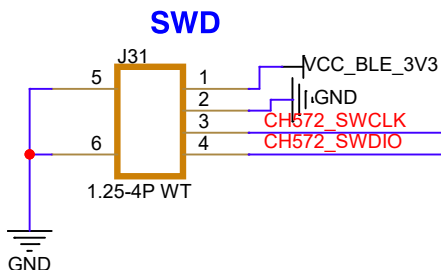 SWD
J31
5
1
VCC_BLE_3V3
2
GND
3
CH572_SWCLK
6
4
CH572_SWDIO
1.25-4P WT
GND